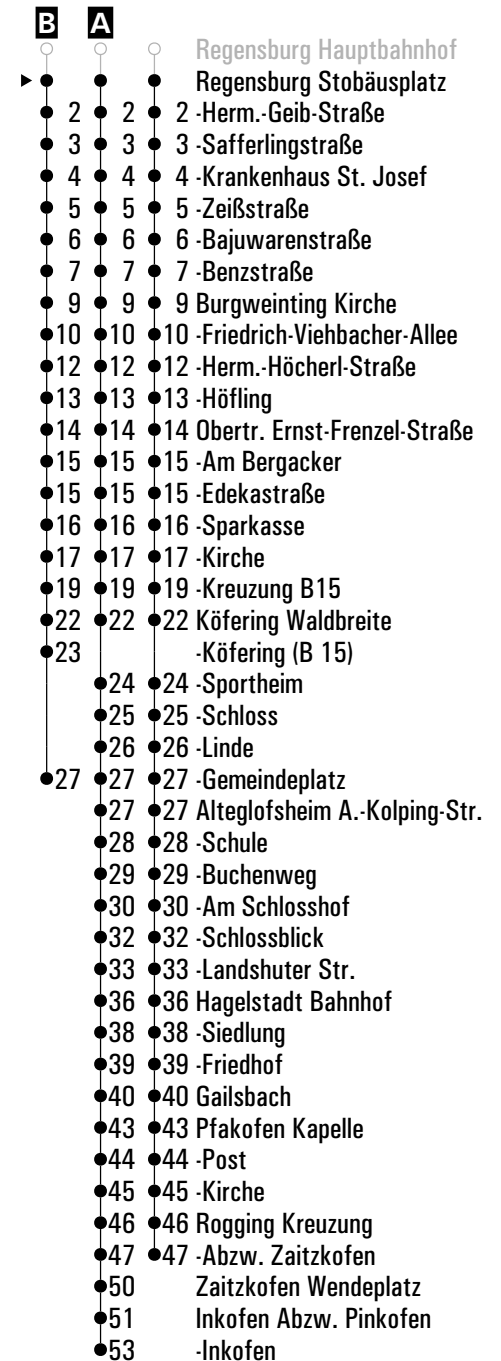 B A
Regensburg Hauptbahnhof
Regensburg Stobäusplatz
2 2 2 -Herm.-Geib-Straße
3 3 3 -Safferlingstraße
4 4 4 -Krankenhaus St. Josef
5 5 5 -Zeißstraße
6 6 6 -Bajuwarenstraße
7 7 7 -Benzstraße
9 9 9 Burgweinting Kirche
10 10 10 -Friedrich-Viehbacher-Allee
12 12 12 -Herm.-Höcherl-Straße
13 13 13 -Höfling
14 14 14 Obertr. Ernst-Frenzel-Straße
15 15 15 -Am Bergacker
15 15 15 -Edekastraße
16 16 16 -Sparkasse
17 17 17 -Kirche
19 19 19 -Kreuzung B15
22 22 22 Köfering Waldbreite
23 -Köfering (B 15)
24 24 -Sportheim
25 25 -Schloss
26 26 -Linde
27 27 27 -Gemeindeplatz
27 27 Alteglofsheim A.-Kolping-Str.
28 28 -Schule
29 29 -Buchenweg
30 30 -Am Schlosshof
32 32 -Schlossblick
33 33 -Landshuter Str.
36 36 Hagelstadt Bahnhof
38 38 -Siedlung
39 39 -Friedhof
40 40 Gailsbach
43 43 Pfakofen Kapelle
44 44 -Post
45 45 -Kirche
46 46 Rogging Kreuzung
47 47 -Abzw. Zaitzkofen
50 Zaitzkofen Wendeplatz
51 Inkofen Abzw. Pinkofen
53 -Inkofen